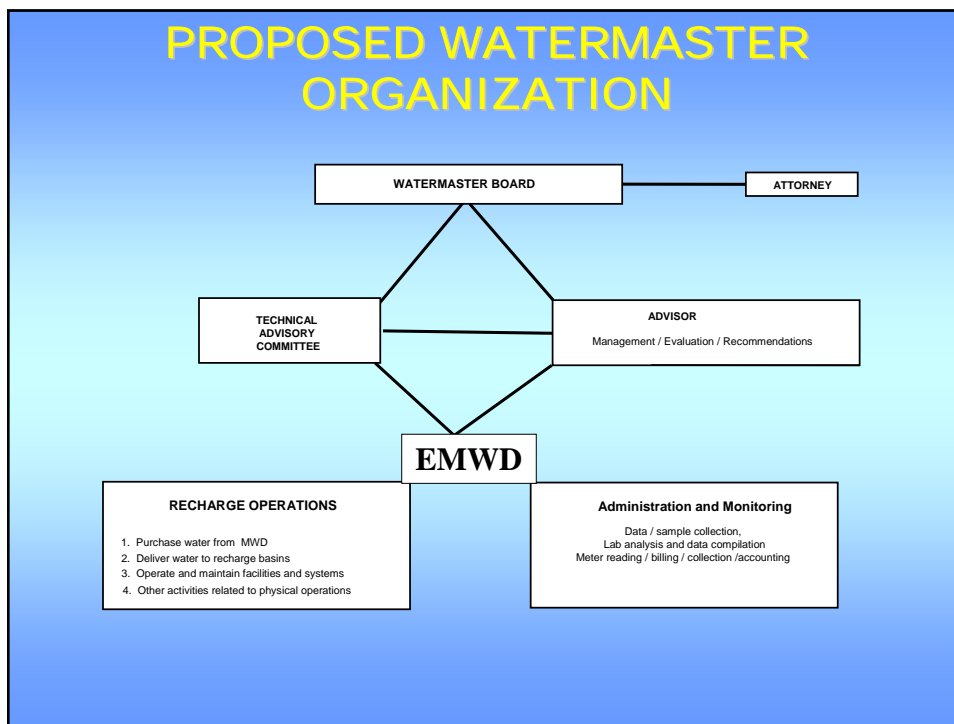 PROPOSED WATERMASTER
ORGANIZATION
WATERMASTER BOARD
ATTORNEY
TECHNICAL
ADVISORY
COMMITTEE
ADVISOR
Management / Evaluation / Recommendations
EMWD
RECHARGE OPERATIONS
1. Purchase water from MWD
2. Deliver water to recharge basins
3. Operate and maintain facilities and systems
4. Other activities related to physical operations
Administration and Monitoring
Data / sample collection,
Lab analysis and data compilation
Meter reading / billing / collection /accounting